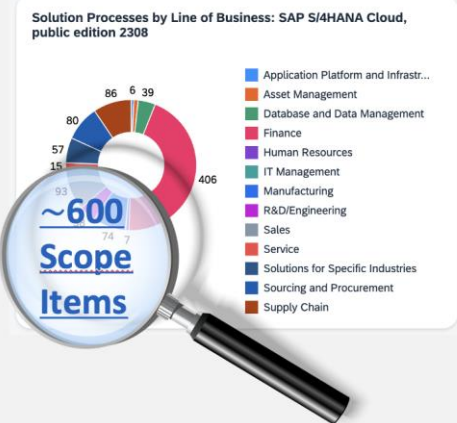 Solution Processes by Line of Business: SAP S/4HANA Cloud,
public edition 2308
86 6 39
80
57
15
406
93
74 7
~600
Scope
Items
Application Platform and Infrastr...
Asset Management
Database and Data Management
Finance
Human Resources
IT Management
Manufacturing
R&D/Engineering
Sales
Service
Solutions for Specific Industries
Sourcing and Procurement
Supply Chain